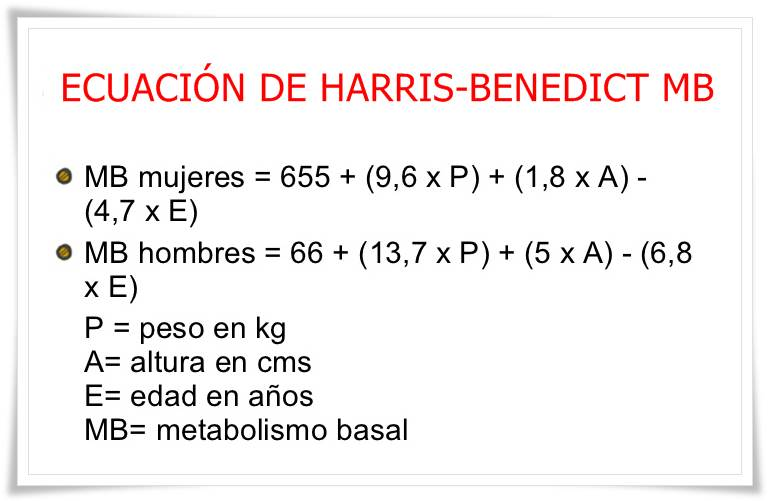 ECUACIÓN DE HARRIS-BENEDICT MB
MB mujeres = 655 + (9,6 x P) + (1,8 x A) -
(4,7 x E)
MB hombres = 66 + (13,7 x P) + (5 x A) - (6,8
x E)
P = peso en kg
A= altura en cms
E= edad en años
MB= metabolismo basal